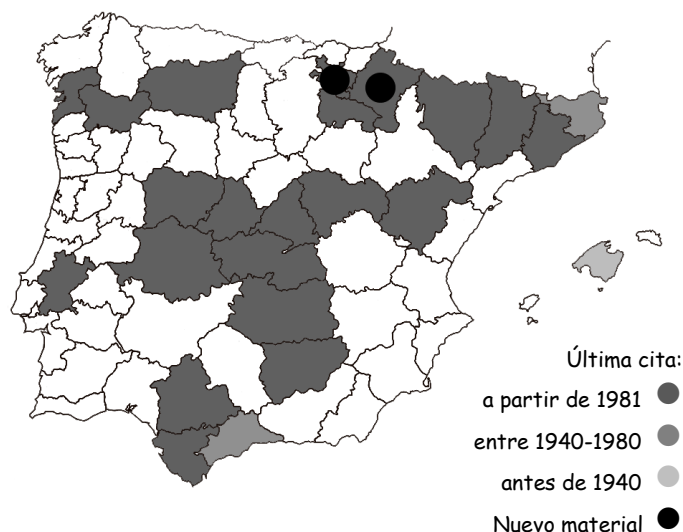 Última cita:
a partir de 1981
entre 1940-1980
antes de 1940
Nuevo material